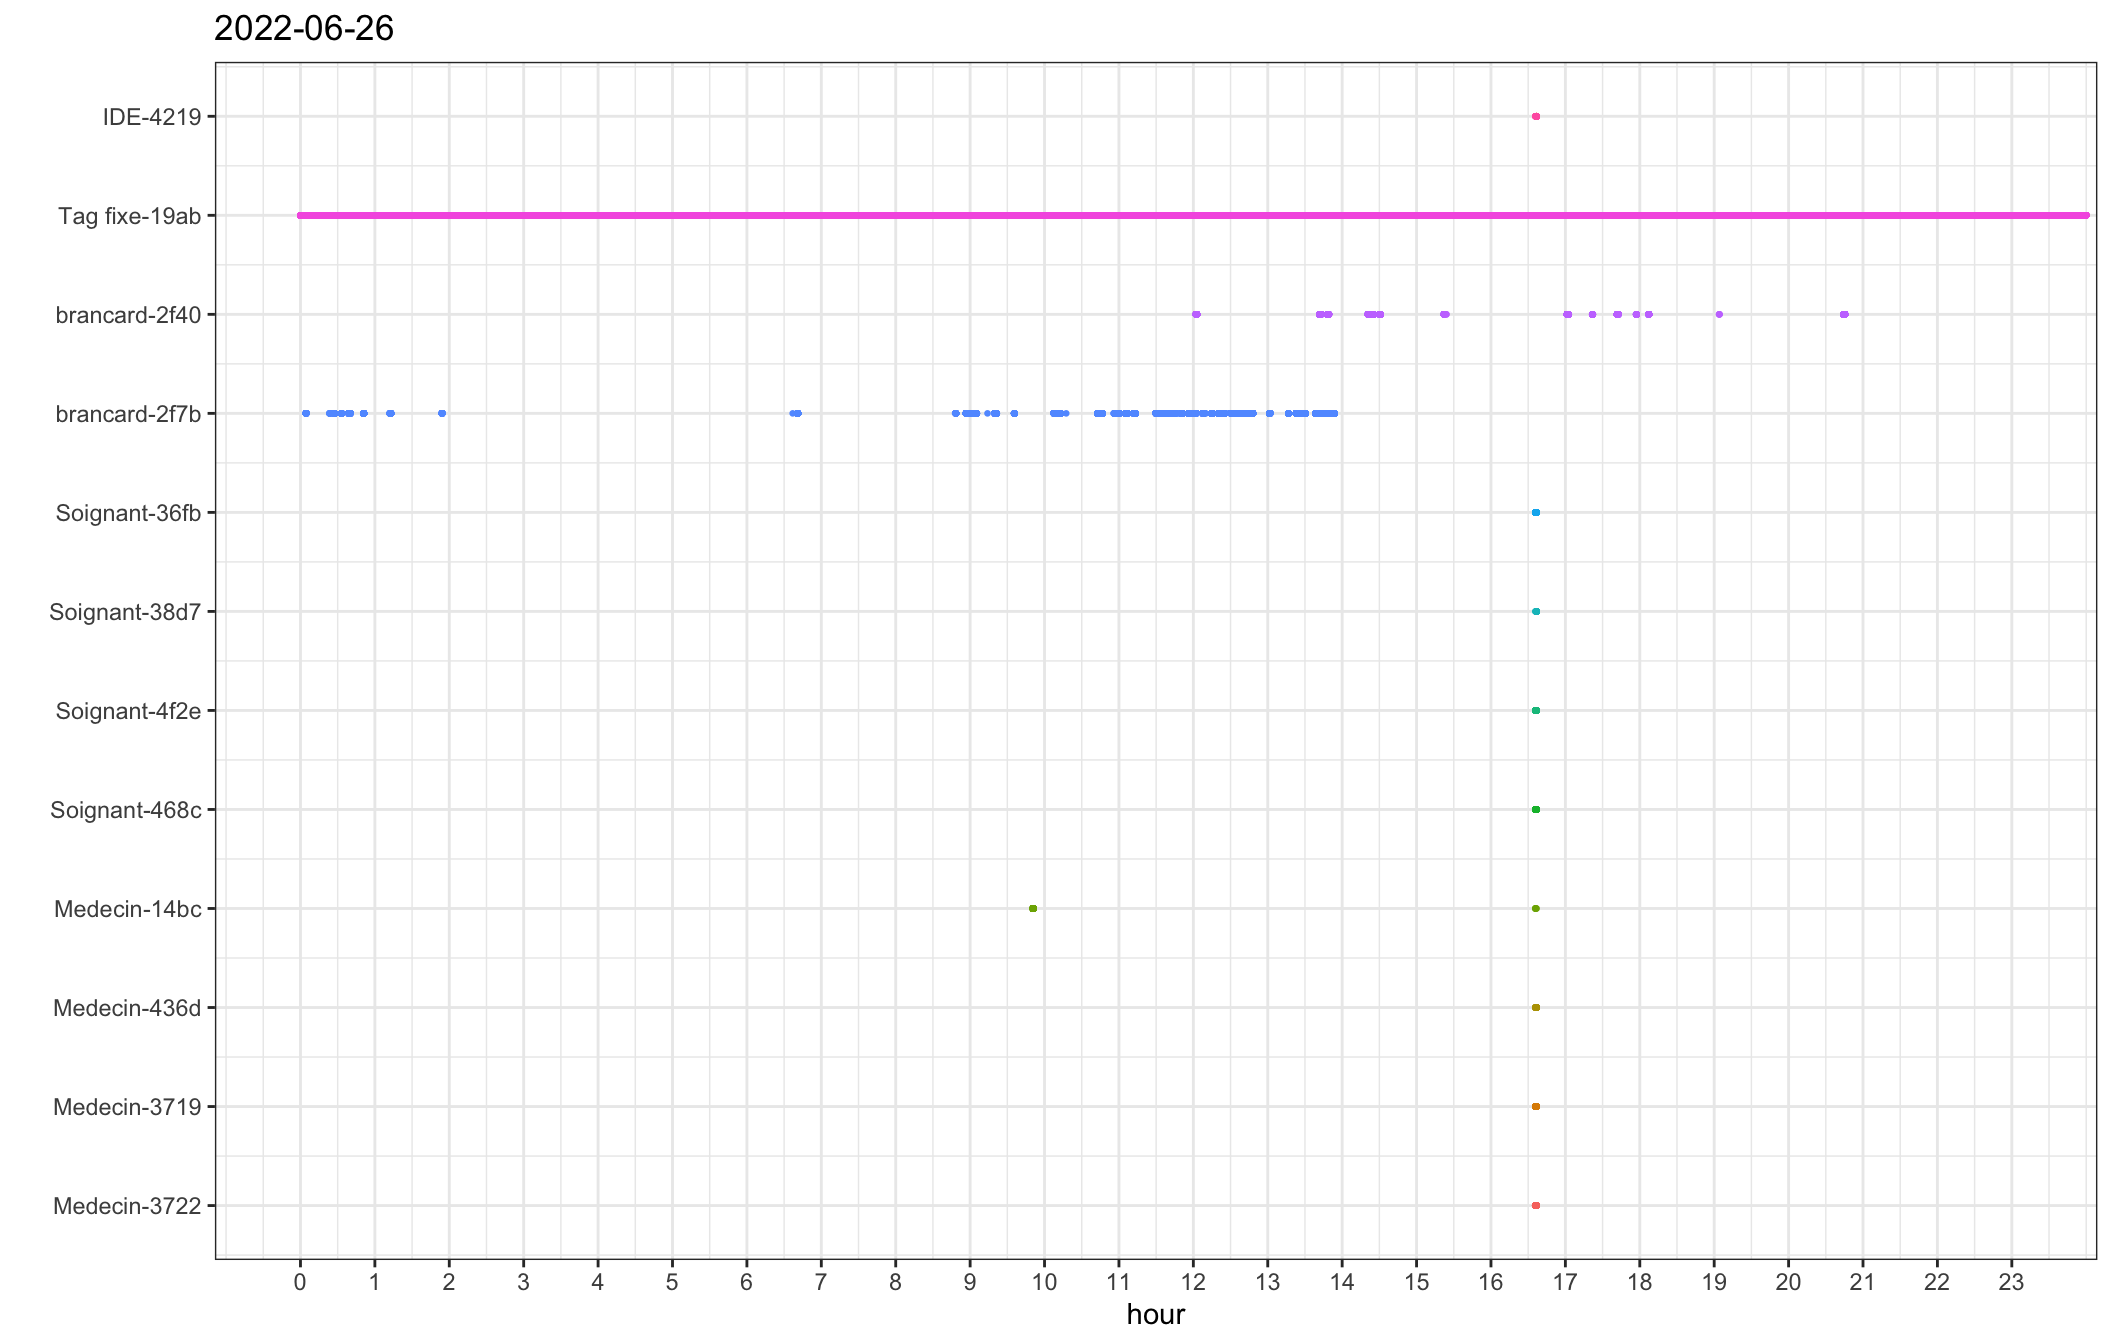 2022-06-26
IDE-4219
Tag fixe-19ab
brancard-2f40
brancard-2f7b
Soignant-36fb
Soignant-38d7
Soignant-4f2e
Soignant-468c
Medecin-14bc
Medecin-436d
Medecin-3719
Medecin-3722
0 1 2 3 4 5 6 7 8 9 10 11 12 13 14 15 16 17 18 19 20 21 22 23
hour